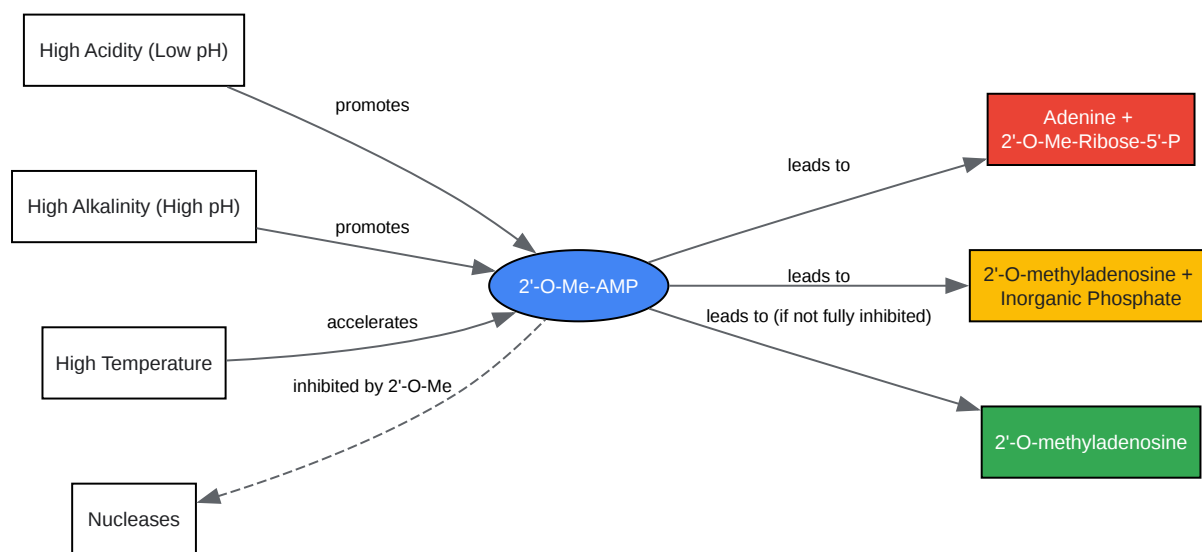 High Acidity (Low pH)
promotes
Adenine +
2'-O-Me-Ribose-5'-P
leads to
High Alkalinity (High pH)
promotes
2'-O-Me-AMP
leads to
2'-O-methyladenosine +
Inorganic Phosphate
leads to (if not fully inhibited)
accelerates
High Temperature
inhibited by 2'-O-Me
2'-O-methyladenosine
Nucleases